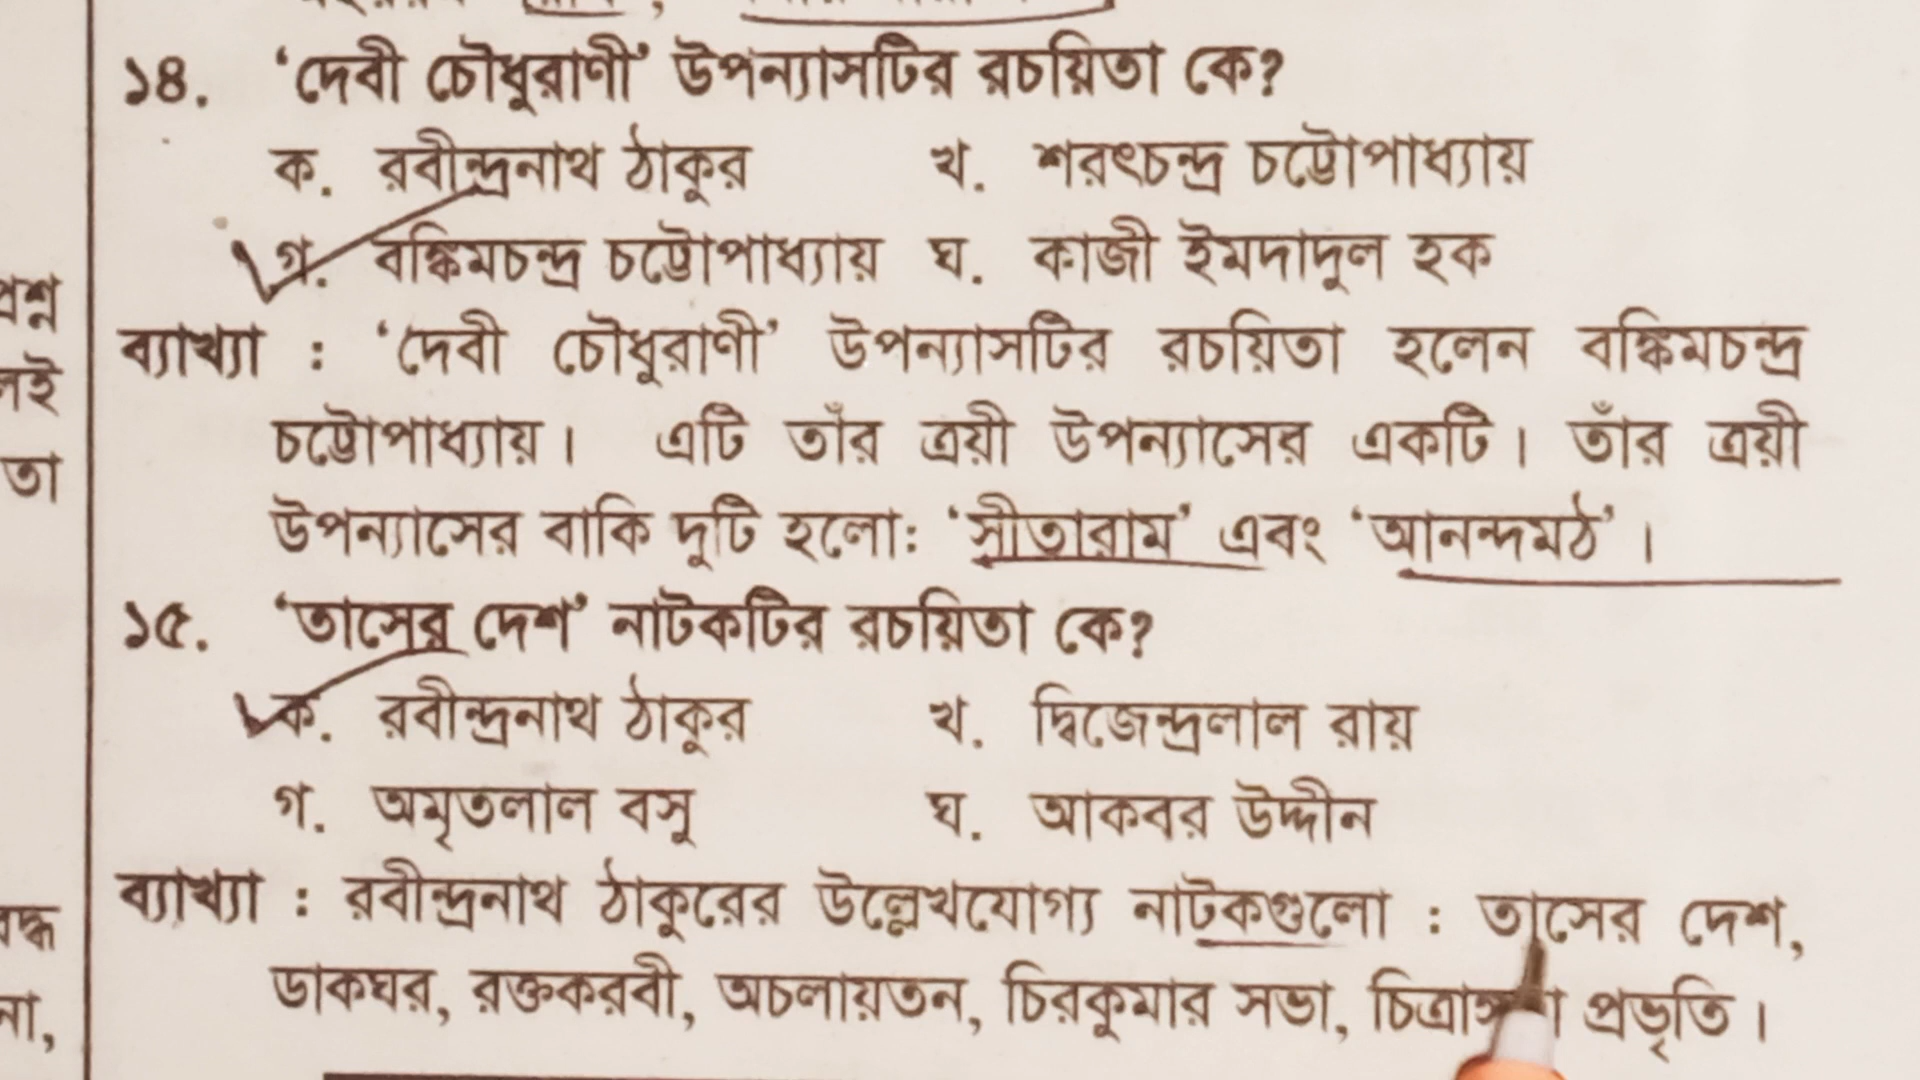 ১৪. ‘দেবী চৌধুরাণী’ উপন্যাসটির রচয়িতা কে?
ক. রবীন্দ্রনাথ ঠাকুর খ. শরৎচন্দ্র চট্টোপাধ্যায়
গ. বঙ্কিমচন্দ্র চট্টোপাধ্যায় ঘ. কাজী ইমদাদুল হক
ব্যাখ্যা : ‘দেবী চৌধুরাণী’ উপন্যাসটির রচয়িতা হলেন বঙ্কিমচন্দ্র
চট্টোপাধ্যায়। এটি তাঁর ত্রয়ী উপন্যাসের একটি। তাঁর ত্রয়ী
উপন্যাসের বাকি দুটি হলো: ‘সীতারাম’ এবং ‘আনন্দমঠ’।
১৫. ‘তাসের দেশ’ নাটকটির রচয়িতা কে?
ক. রবীন্দ্রনাথ ঠাকুর খ. দ্বিজেন্দ্রলাল রায়
গ. অমৃতলাল বসু ঘ. আকবর উদ্দীন
ব্যাখ্যা : রবীন্দ্রনাথ ঠাকুরের উল্লেখযোগ্য নাটকগুলো : তাসের দেশ,
ডাকঘর, রক্তকরবী, অচলায়তন, চিরকুমার সভা, প্রভৃতি।